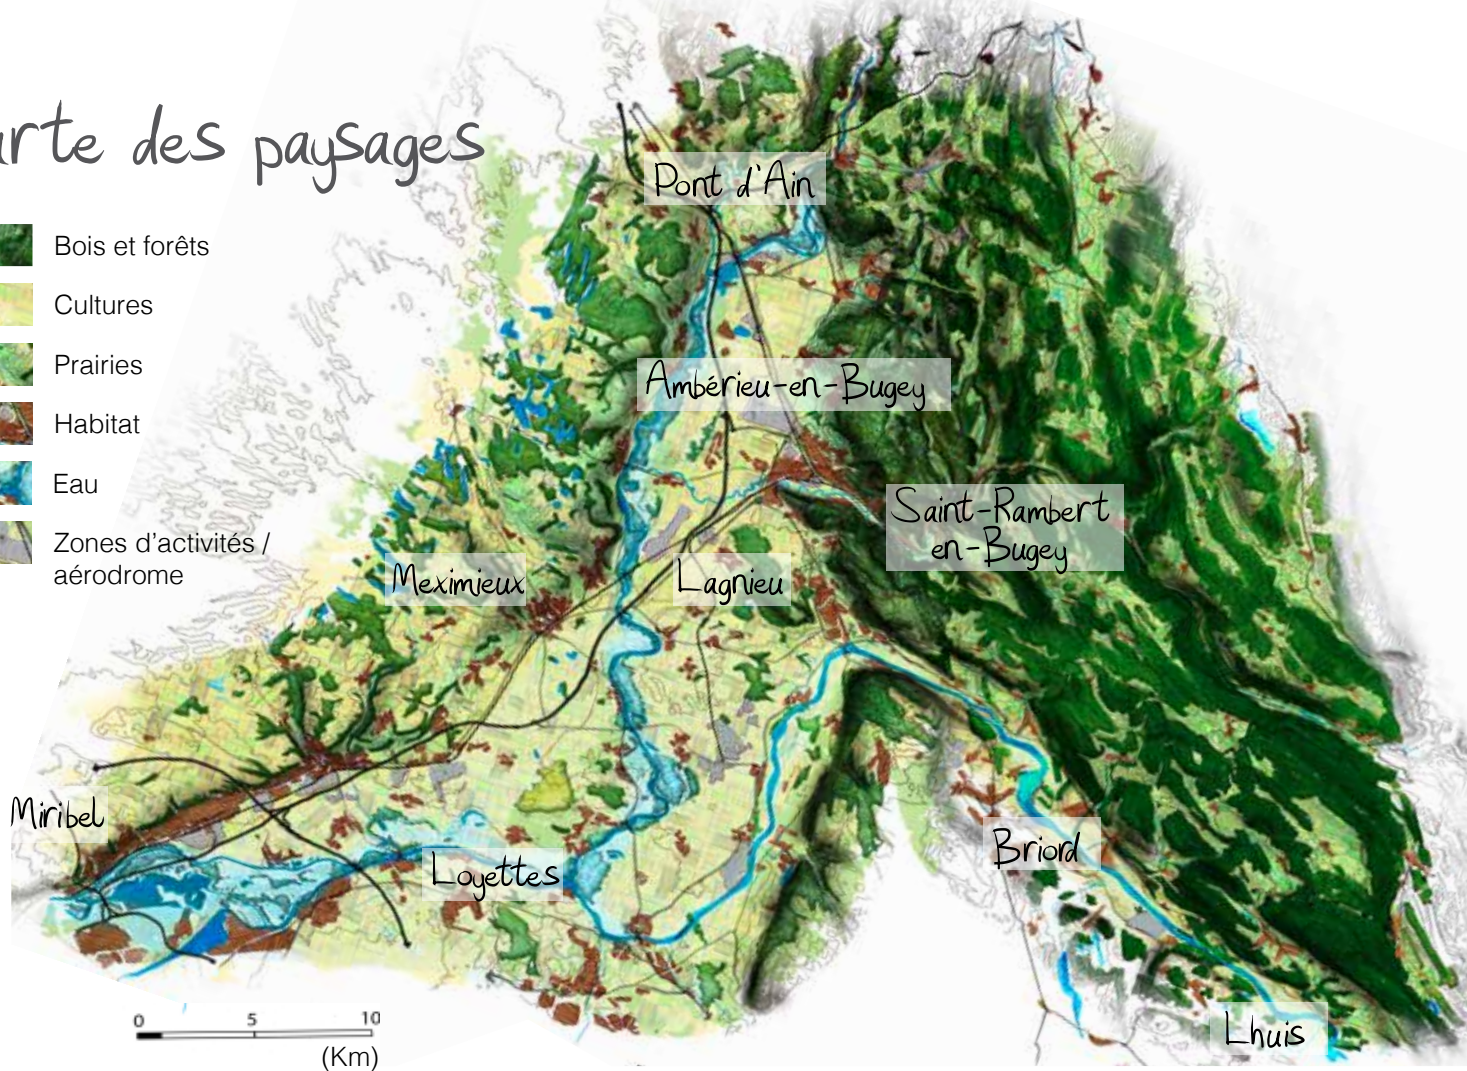 arte des paysages
Bois et forêts
Cultures
Prairies
Habitat
Eau
Zones d'activités /
aérodrome
Pont d'Ain
Ambérieu-en-Bugey
Saint-Rambert
en-Bugey
Meximieux
Lagnieu
Miribel
Loyettes
Briord
Lhuis
0 5 10
(Km)